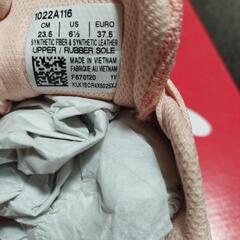 1022A116
CM US EURO
23.5 6½ 37.5
SYNTHETIC FIBER & SYNTHETIC LEATHER
UPPER / RUBBER SOLE
MADE IN VIETNAM
FABRIQUE AU VIETNAM
F670120 YY